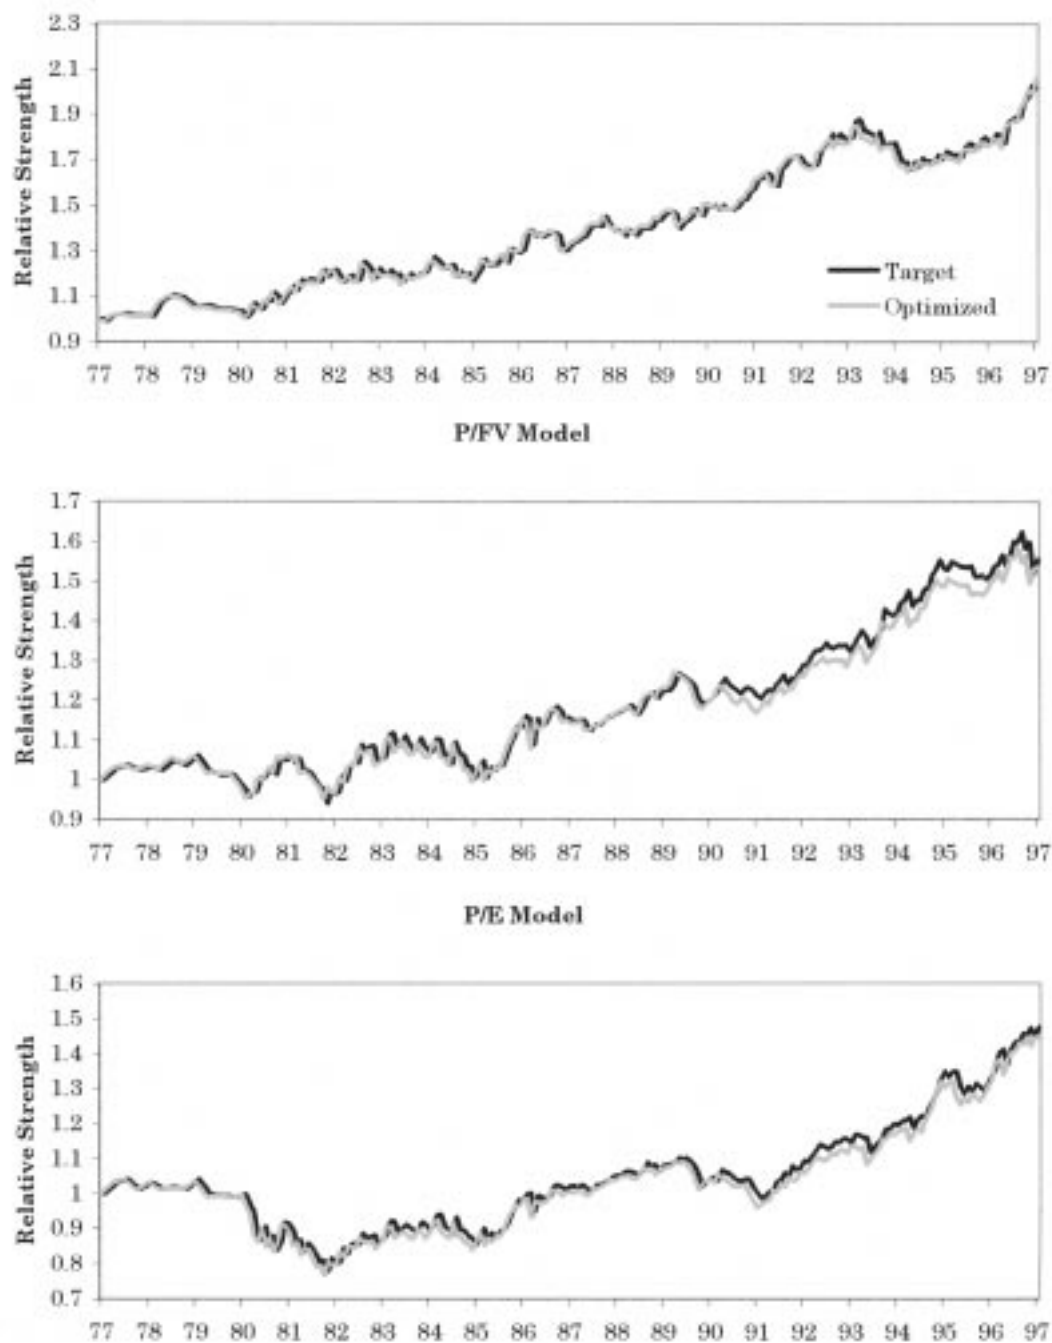 2.3
2.1
1.9
1.7
1.5
1.3
1.1
0.9
Relative Strength
Target
Optimized
77 78 79 80 81 82 83 84 85 86 87 88 89 90 91 92 93 94 95 96 97
P/FV Model
1.7
1.6
1.5
1.4
1.3
1.2
1.1
1
0.9
Relative Strength
77 78 79 80 81 82 83 84 85 86 87 88 89 90 91 92 93 94 95 96 97
P/E Model
1.6
1.5
1.4
1.3
1.2
1.1
1
0.9
0.8
0.7
Relative Strength
77 78 79 80 81 82 83 84 85 86 87 88 89 90 91 92 93 94 95 96 97